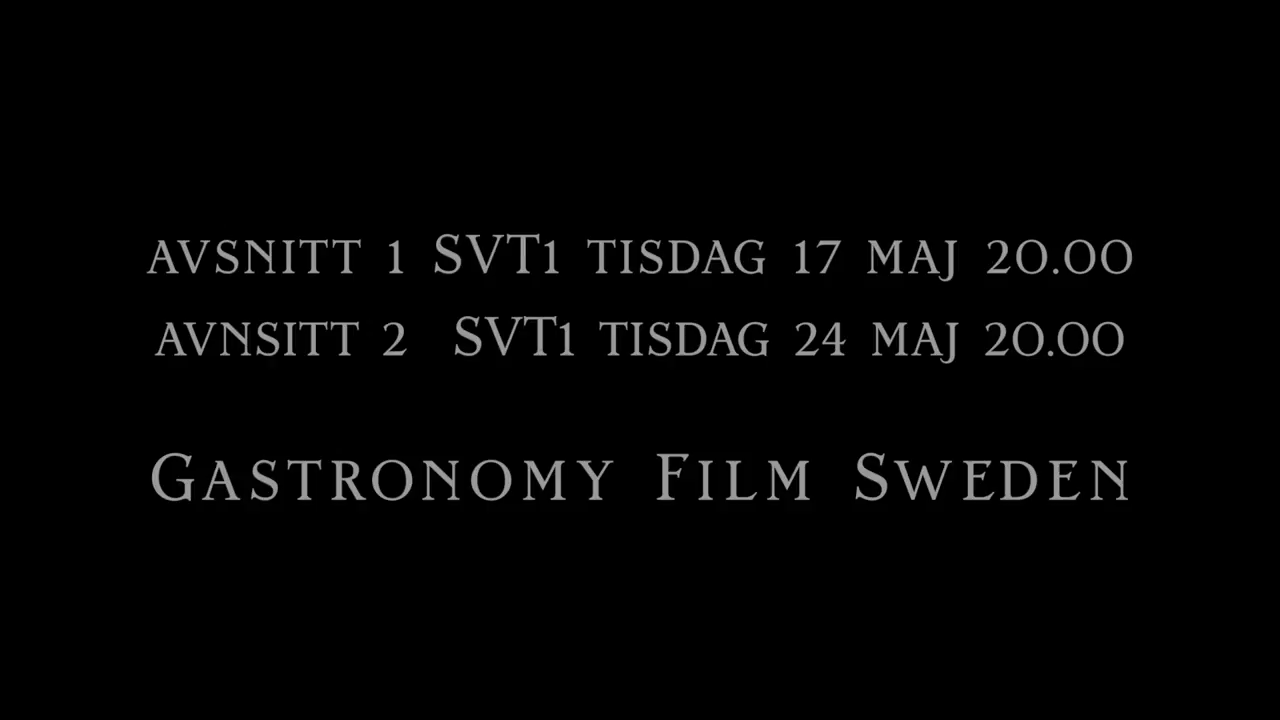 AVSNITT 1 SVT1 TISDAG 17 MAJ 20.00
AVNSITT 2 SVT1 TISDAG 24 MAJ 20.00
GASTRONOMY FILM SWEDEN